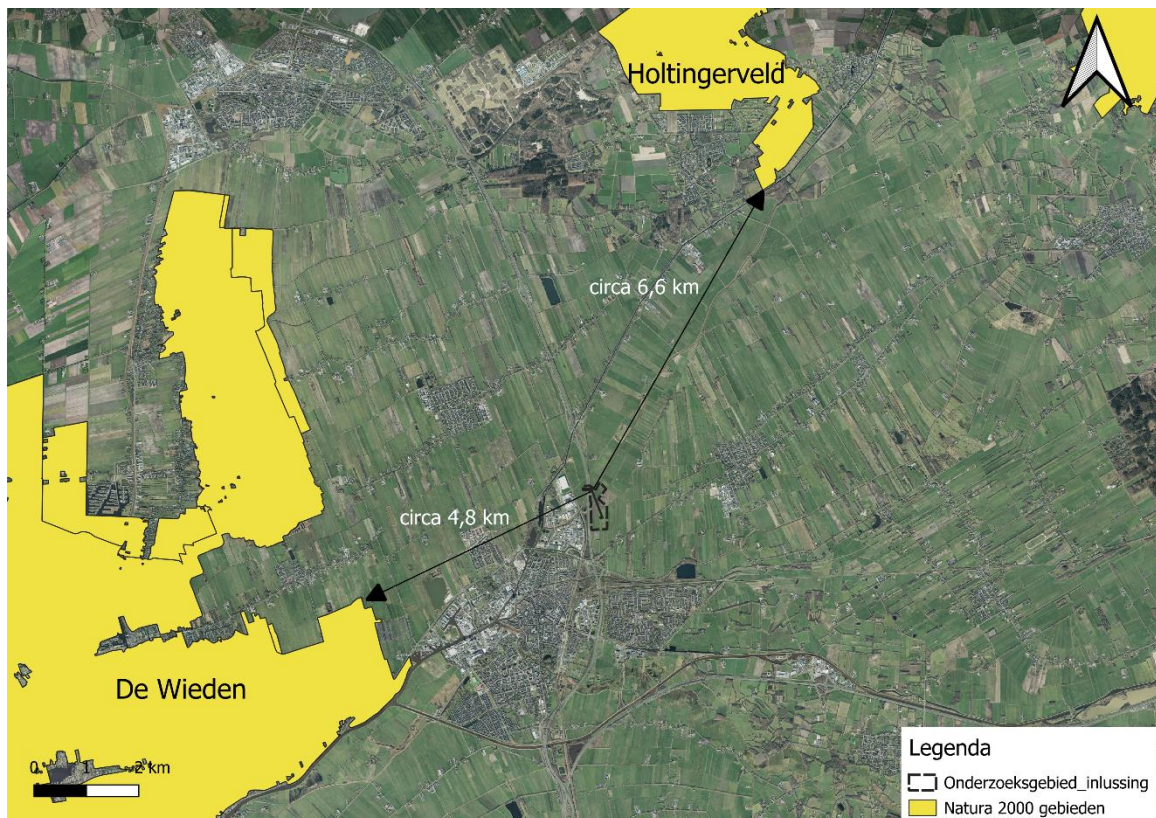 Holtingerveld
circa 6,6 km
circa 4,8 km
De Wieden
0 1 2 km
Legenda
Onderzoeksgebied_inlussing
Natura 2000 gebieden